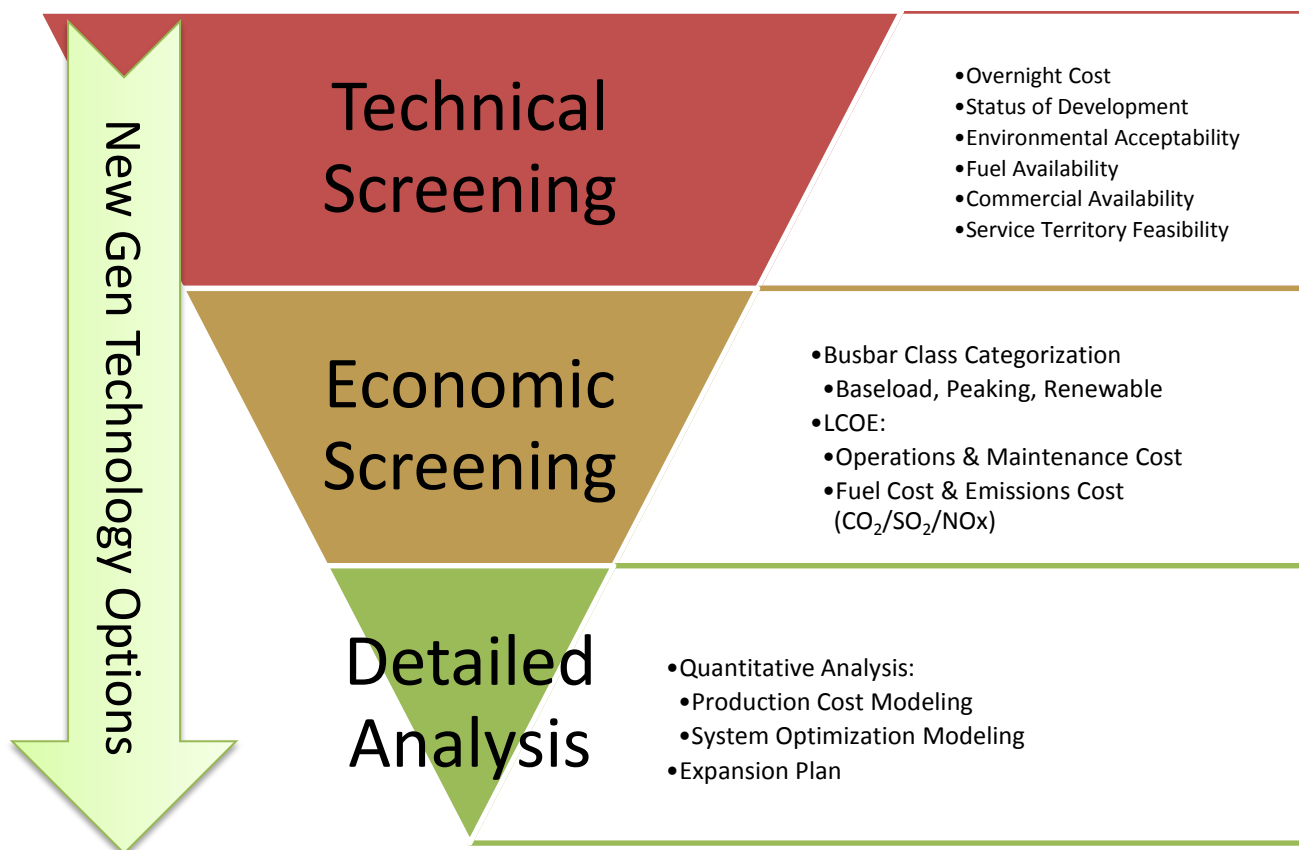 New Gen Technology Options
Technical
Screening
•Overnight Cost
•Status of Development
•Environmental Acceptability
•Fuel Availability
•Commercial Availability
•Service Territory Feasibility
Economic
Screening
•Busbar Class Categorization
•Baseload, Peaking, Renewable
•LCOE:
•Operations & Maintenance Cost
•Fuel Cost & Emissions Cost
(CO₂/SO₂/NOx)
Detailed
Analysis
•Quantitative Analysis:
•Production Cost Modeling
•System Optimization Modeling
•Expansion Plan